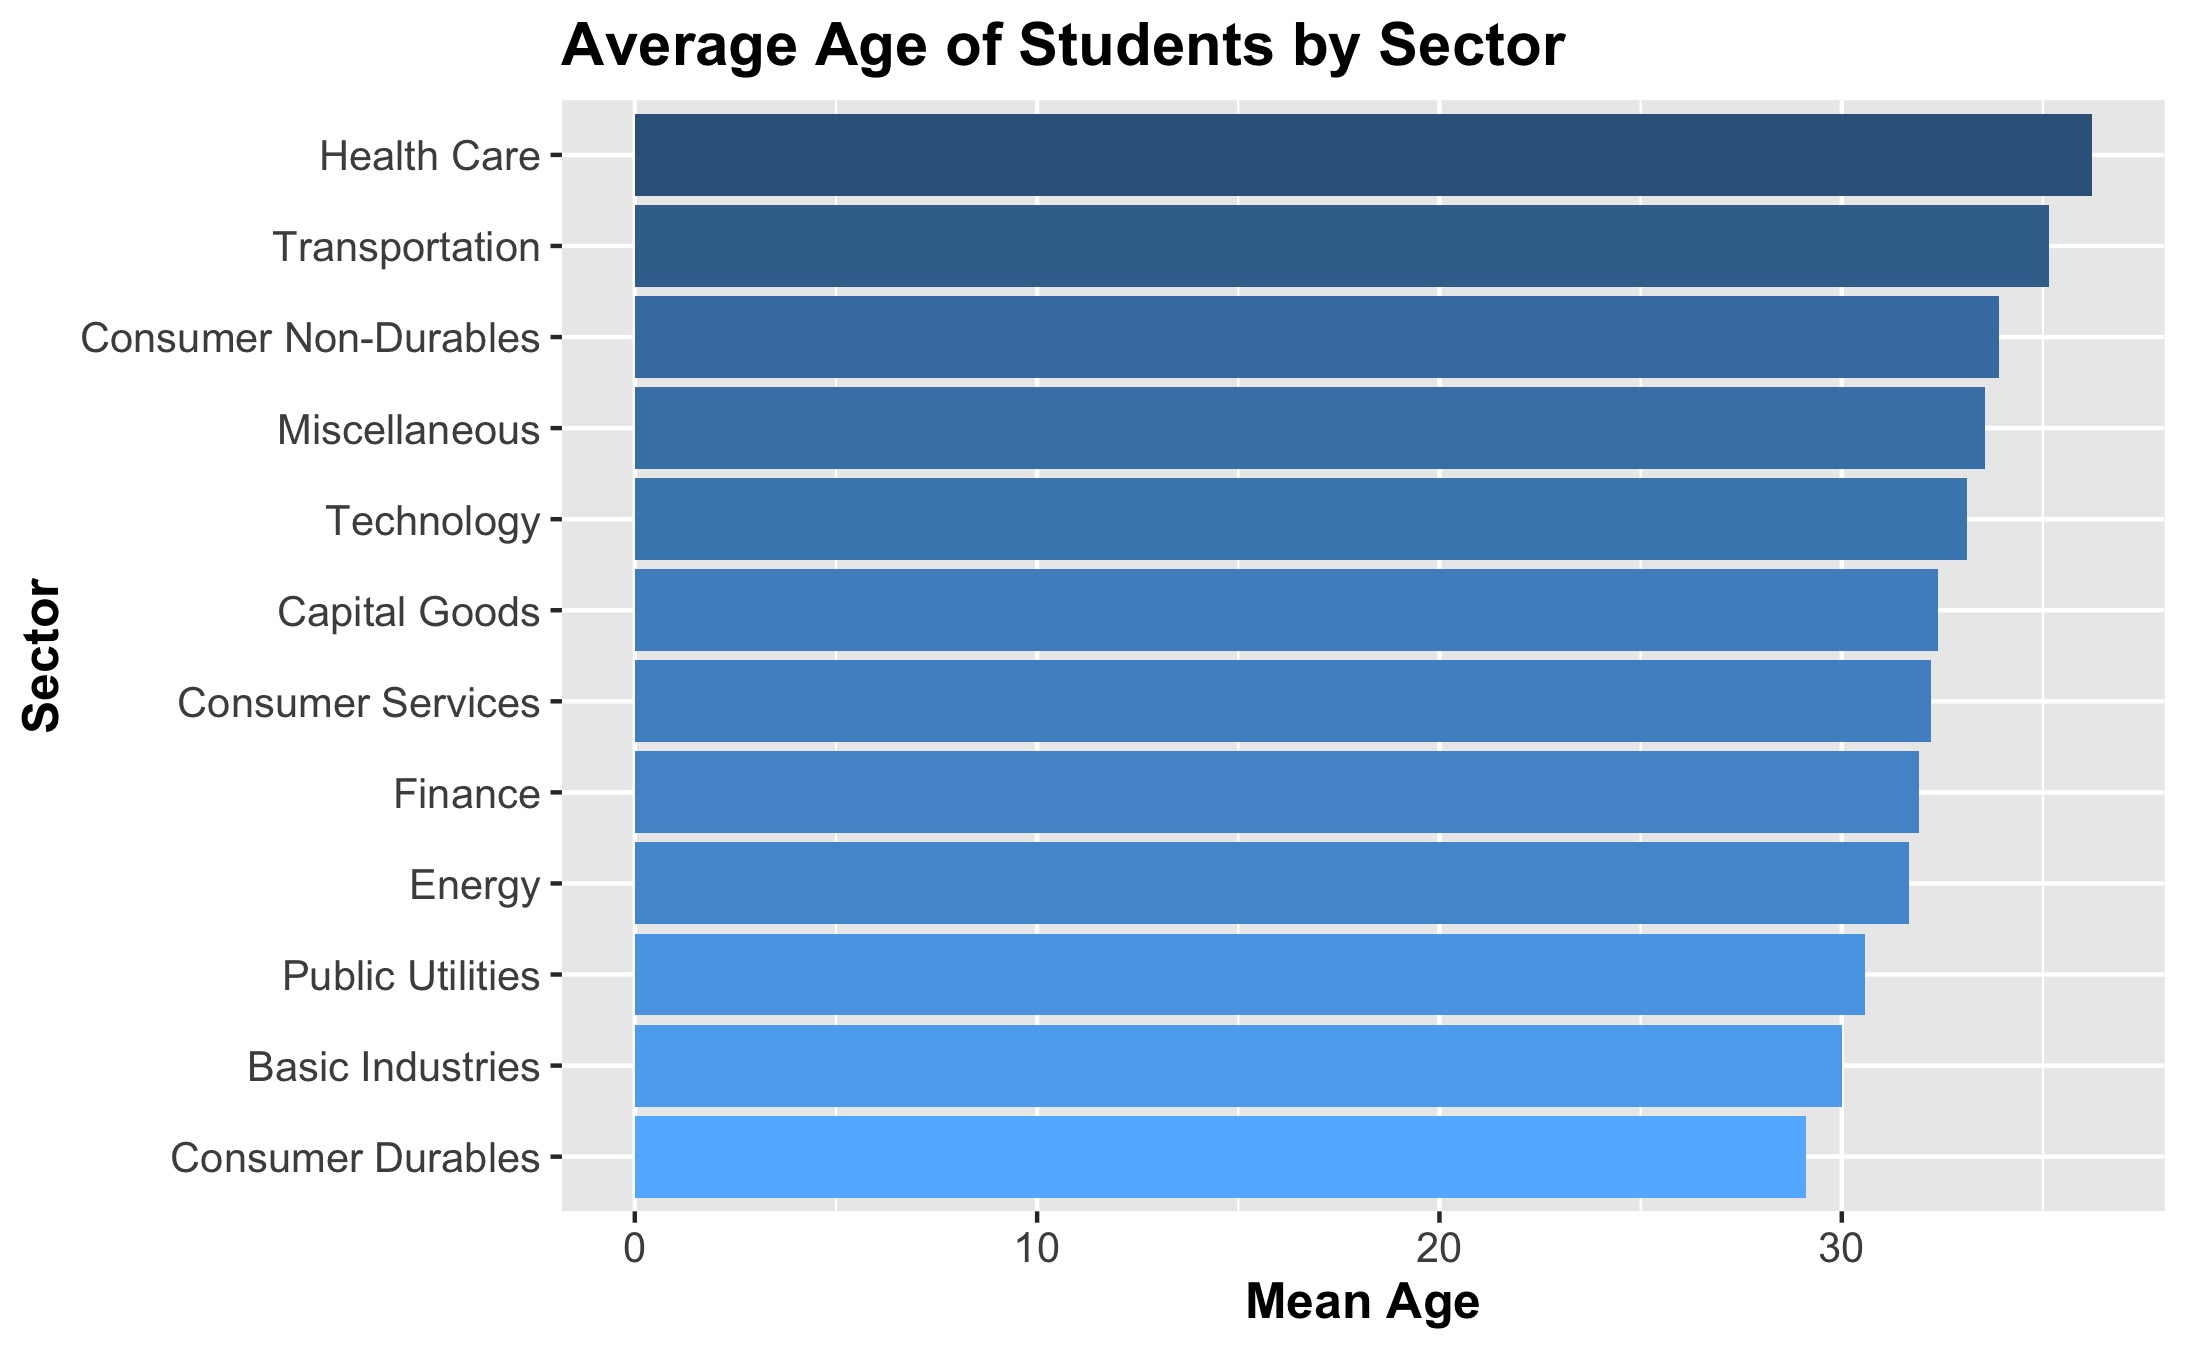 Average Age of Students by Sector
Sector
Health Care
Transportation
Consumer Non-Durables
Miscellaneous
Technology
Capital Goods
Consumer Services
Finance
Energy
Public Utilities
Basic Industries
Consumer Durables
0 10 20 30
Mean Age